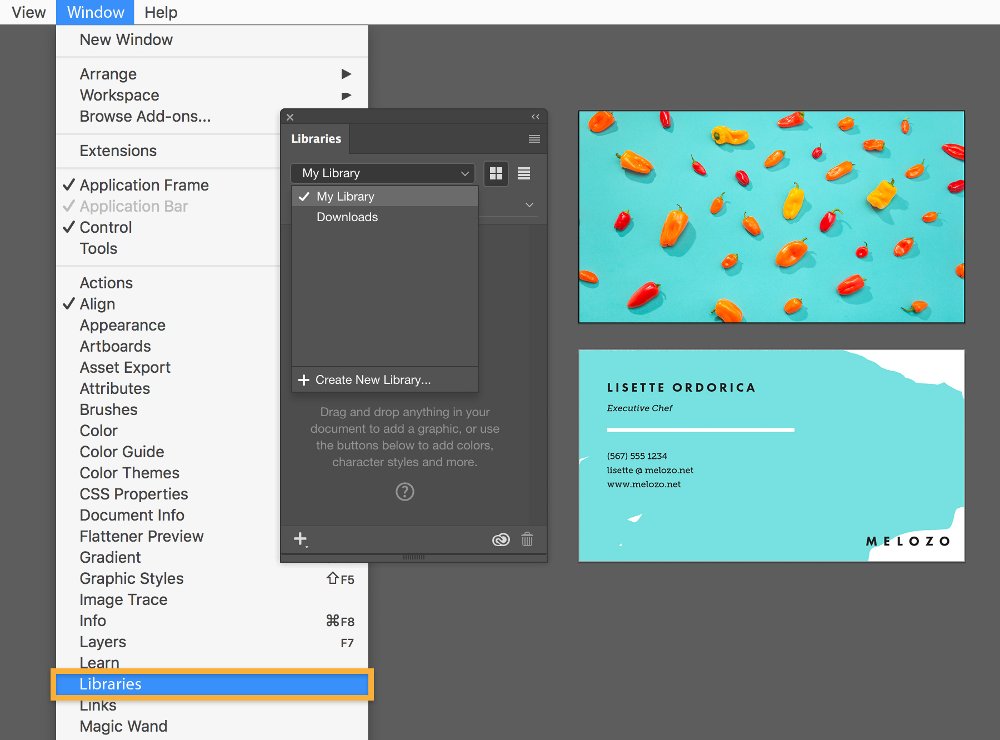 View Window Help
New Window
Arrange
Workspace
Browse Add-ons...
Extensions
✓ Application Frame
✓ Application Bar
✓ Control
Tools
Actions
✓ Align
Appearance
Artboards
Asset Export
Attributes
Brushes
Color
Color Guide
Color Themes
CSS Properties
Document Info
Flattener Preview
Gradient
Graphic Styles ⇧F5
Image Trace
Info ⌘F8
Layers F7
Learn
Libraries
Links
Magic Wand
Libraries
My Library
✓ My Library
Downloads
+ Create New Library...
Drag and drop anything in your
document to add a graphic, or use
the buttons below to add colors,
character styles and more.
?
LISETTE ORDORICA
Executive Chef
(567) 555 1234
lisette @ melozo.net
www.melozo.net
MELOZO